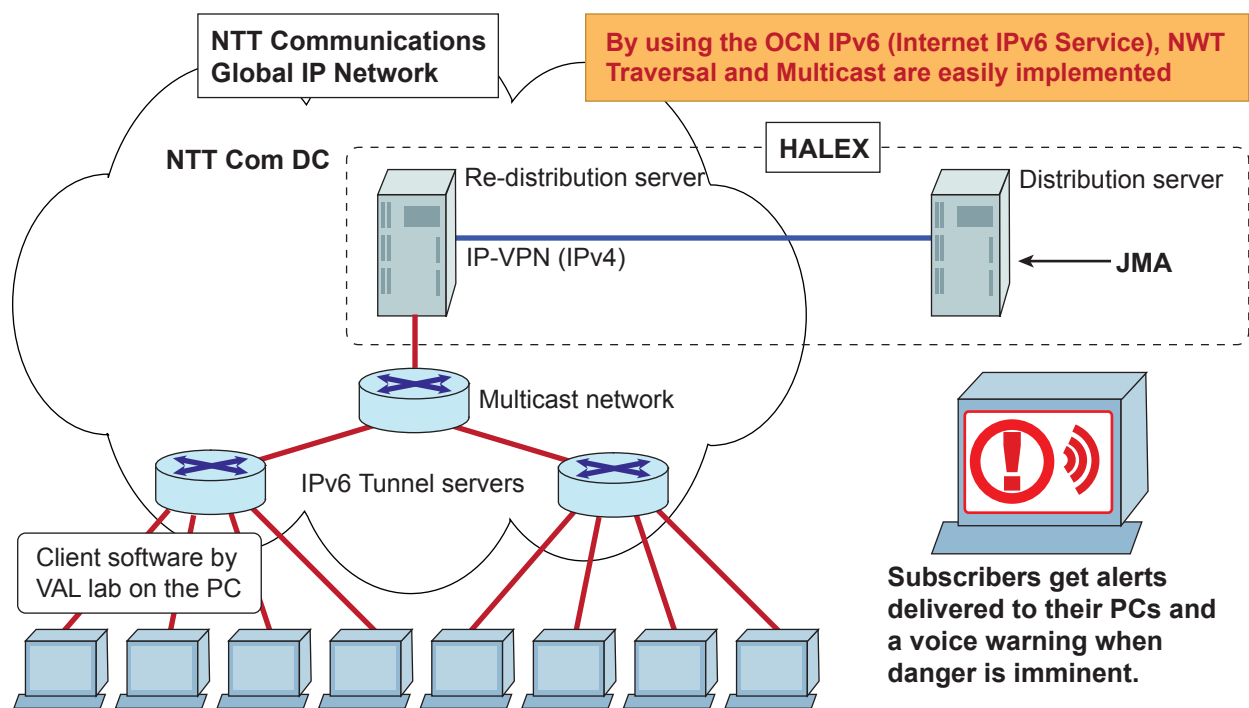 NTT Communications
Global IP Network
By using the OCN IPv6 (Internet IPv6 Service), NWT
Traversal and Multicast are easily implemented
HALEX
NTT Com DC
Re-distribution server
Distribution server
IP-VPN (IPv4)
JMA
Multicast network
IPv6 Tunnel servers
Client software by
VAL lab on the PC
Subscribers get alerts
delivered to their PCs and
a voice warning when
danger is imminent.